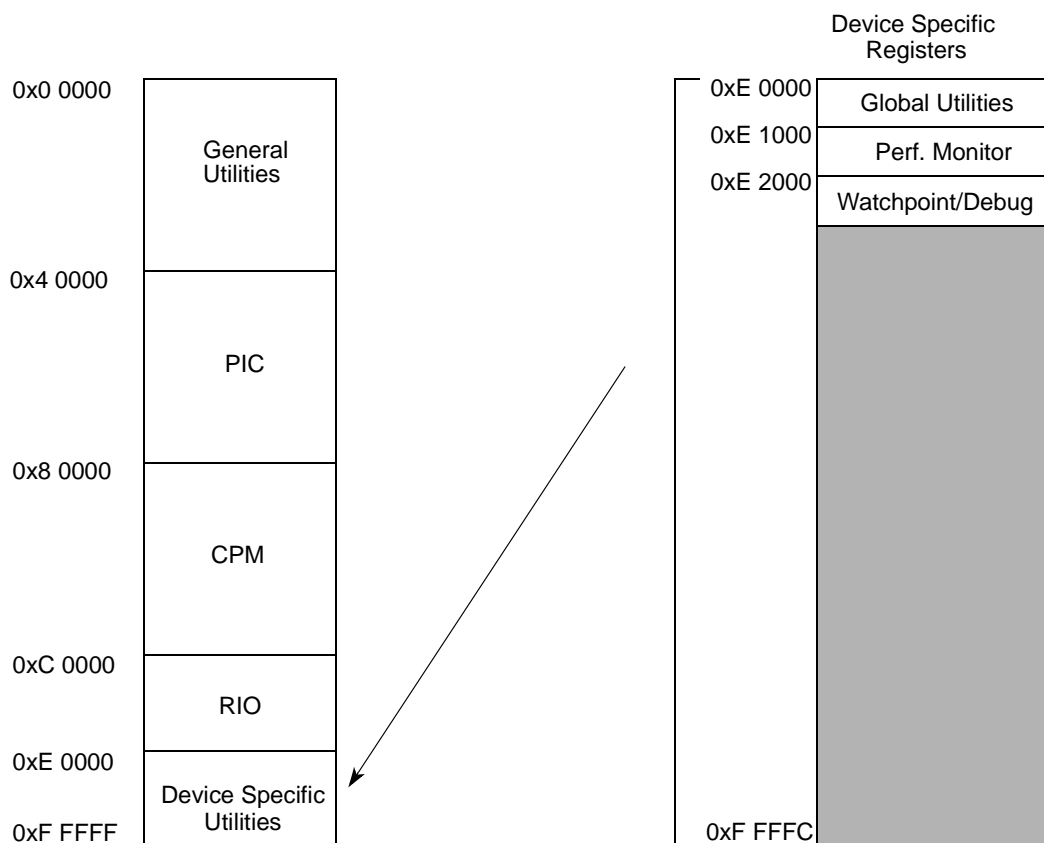 Device Specific
Registers
0x0 0000
General
Utilities
0x4 0000
PIC
0x8 0000
CPM
0xC 0000
RIO
0xE 0000
Device Specific
Utilities
0xF FFFF
0xE 0000
Global Utilities
0xE 1000
Perf. Monitor
0xE 2000
Watchpoint/Debug
0xF FFFC